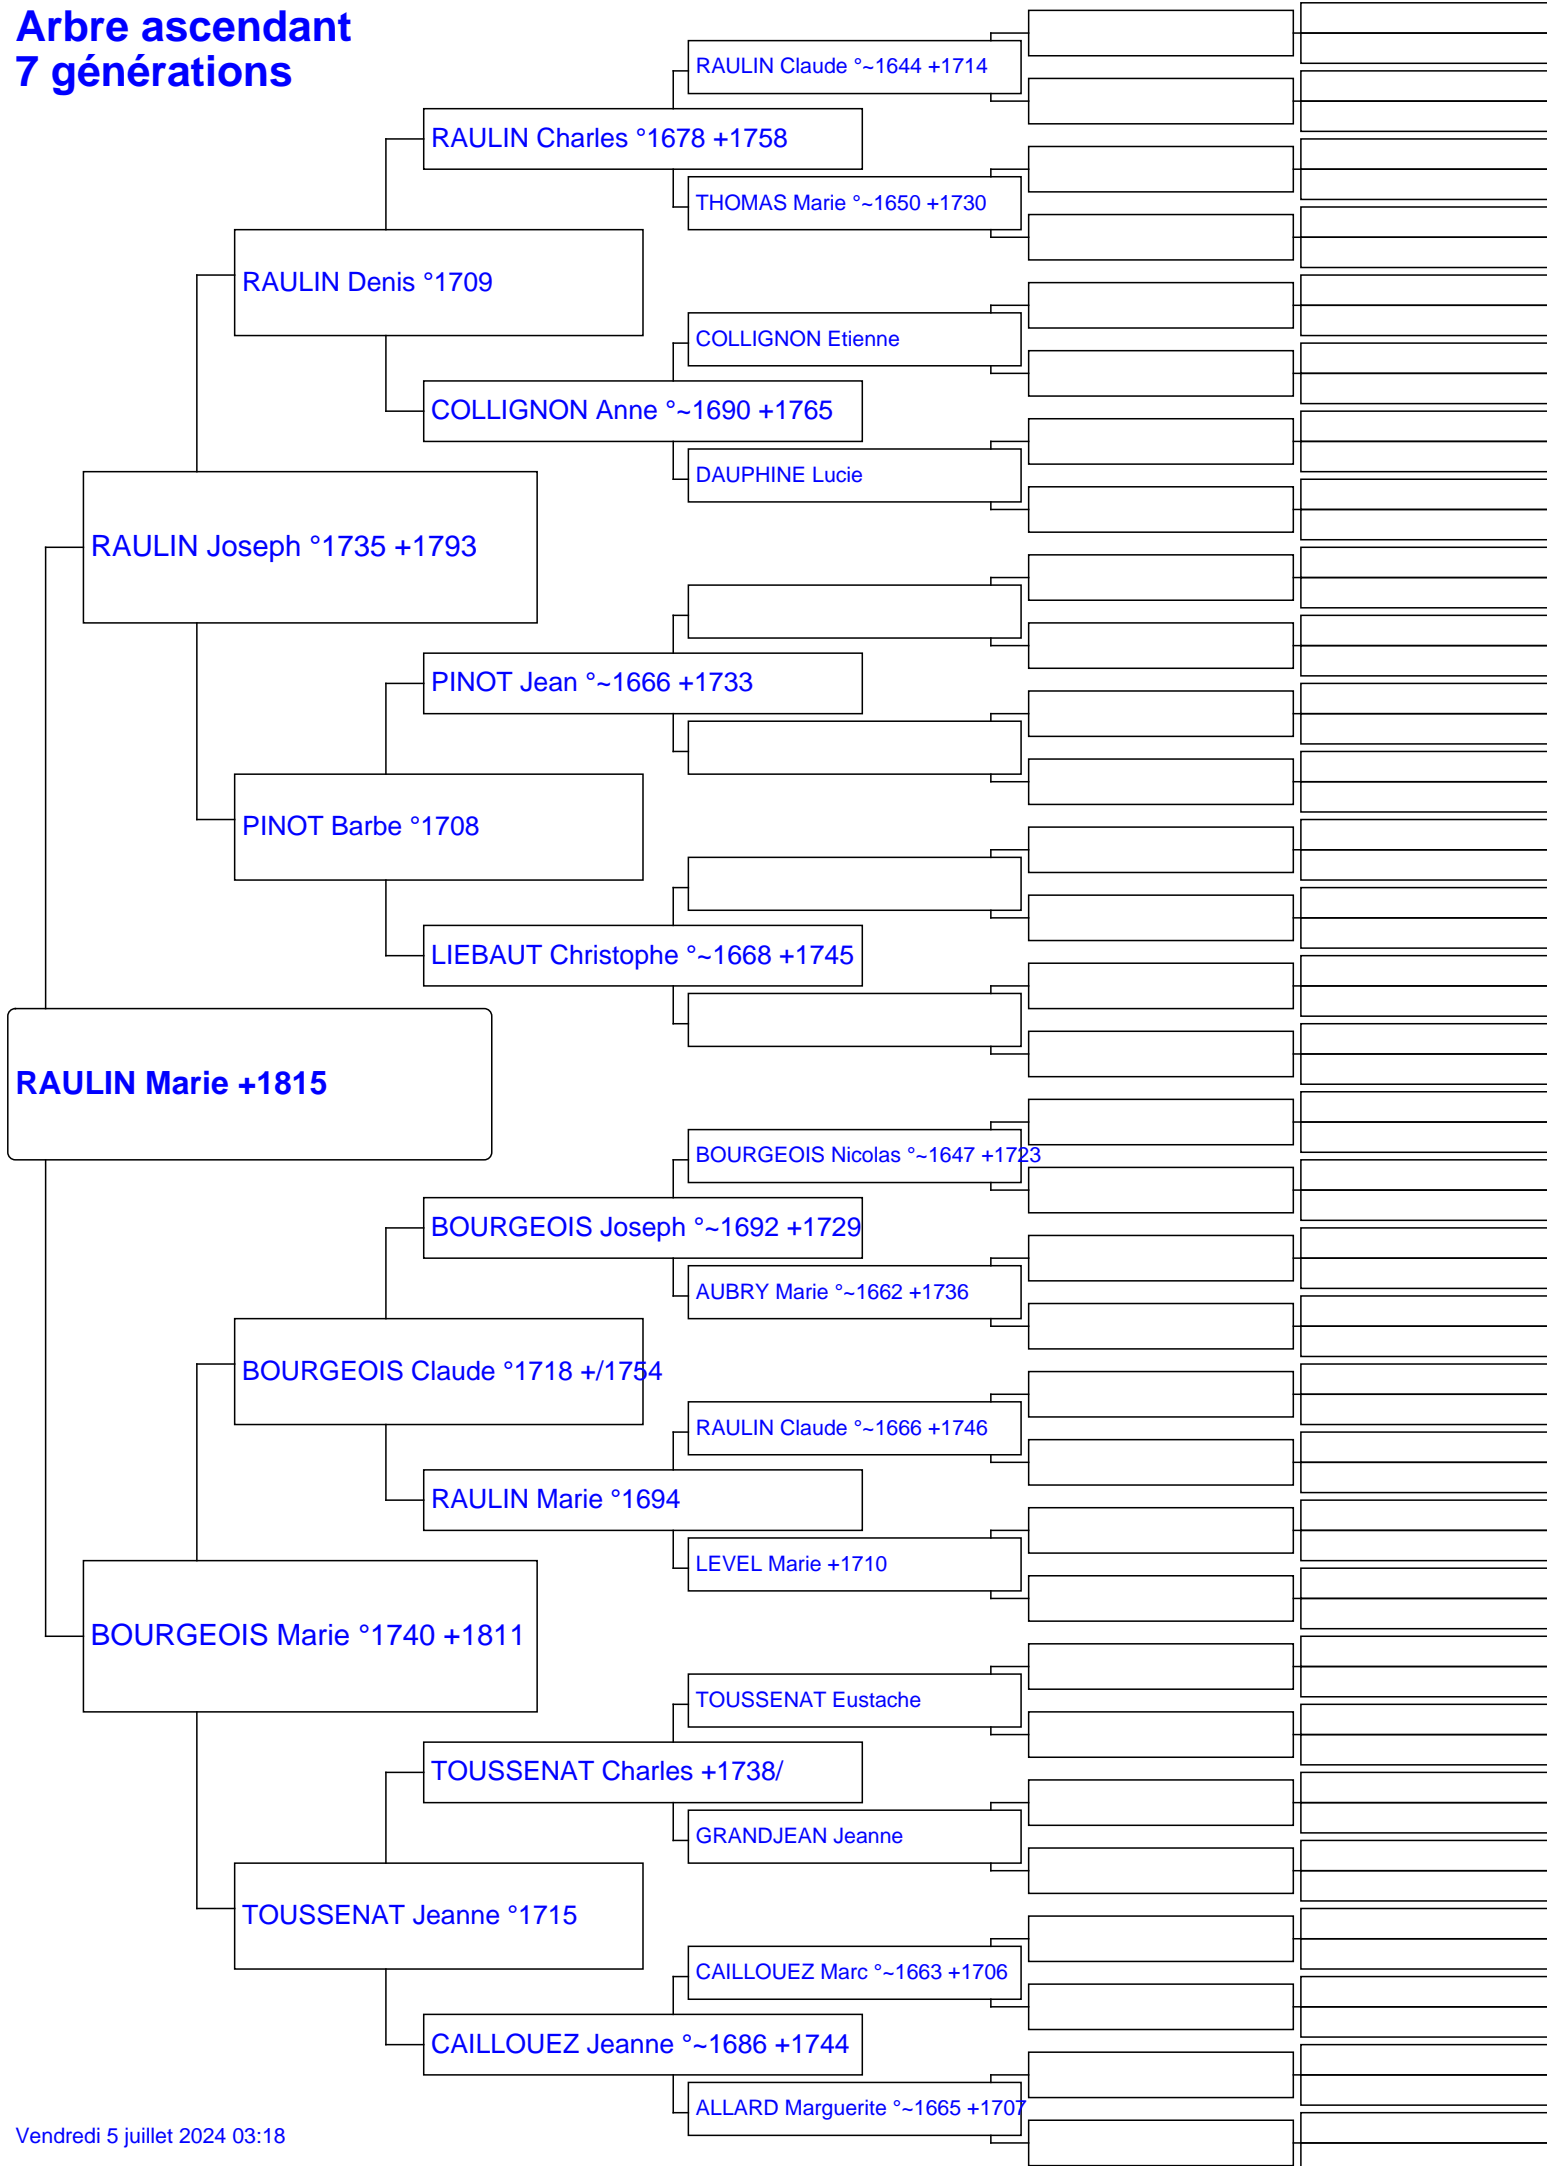 Arbre ascendant
7 générations
RAULIN Claude °~1644 +1714
RAULIN Charles °1678 +1758
THOMAS Marie °~1650 +1730
RAULIN Denis °1709
COLLIGNON Etienne
COLLIGNON Anne °~1690 +1765
DAUPHINE Lucie
RAULIN Joseph °1735 +1793
PINOT Jean °~1666 +1733
PINOT Barbe °1708
LIEBAUT Christophe °~1668 +1745
RAULIN Marie +1815
BOURGEOIS Nicolas °~1647 +1723
BOURGEOIS Joseph °~1692 +1729
AUBRY Marie °~1662 +1736
BOURGEOIS Claude °1718 +/1754
RAULIN Claude °~1666 +1746
RAULIN Marie °1694
LEVEL Marie +1710
BOURGEOIS Marie °1740 +1811
TOUSSENAT Eustache
TOUSSENAT Charles +1738/
GRANDJEAN Jeanne
TOUSSENAT Jeanne °1715
CAILLOUEZ Marc °~1663 +1706
CAILLOUEZ Jeanne °~1686 +1744
ALLARD Marguerite °~1665 +1707
Vendredi 5 juillet 2024 03:18